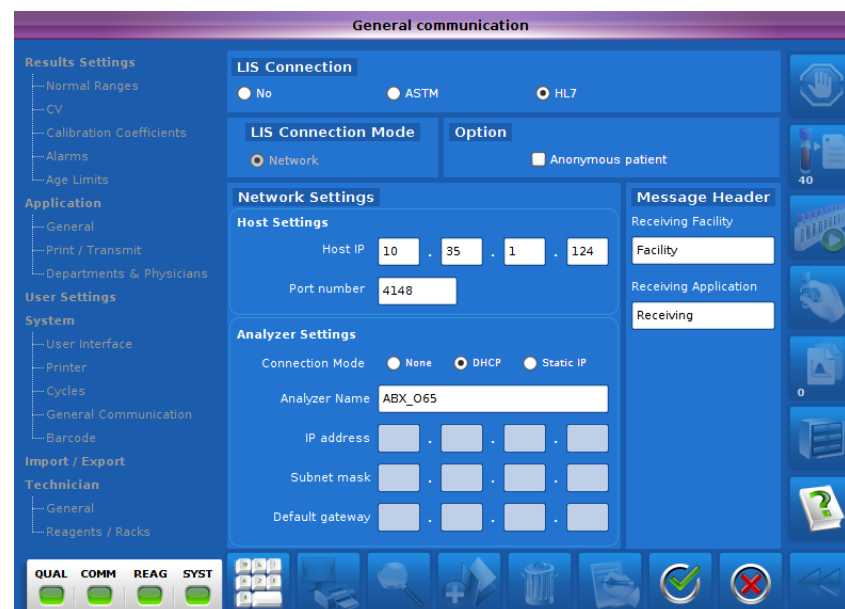 General communication
Results Settings
Normal Ranges
CV
Calibration Coefficients
Alarms
Age Limits
Application
General
Print / Transmit
Departments & Physicians
User Settings
System
User Interface
Printer
Cycles
General Communication
Barcode
Import / Export
Technician
General
Reagents / Racks
QUAL COMM REAG SYST
LIS Connection
No ASTM HL7
LIS Connection Mode
Network
Option
Anonymous patient
Network Settings
Host Settings
Host IP 10 . 35 . 1 . 124
Port number 4148
Analyzer Settings
Connection Mode None DHCP Static IP
Analyzer Name ABX_O65
IP address . . .
Subnet mask . . .
Default gateway . . .
Message Header
Receiving Facility
Facility
Receiving Application
Receiving
40
0